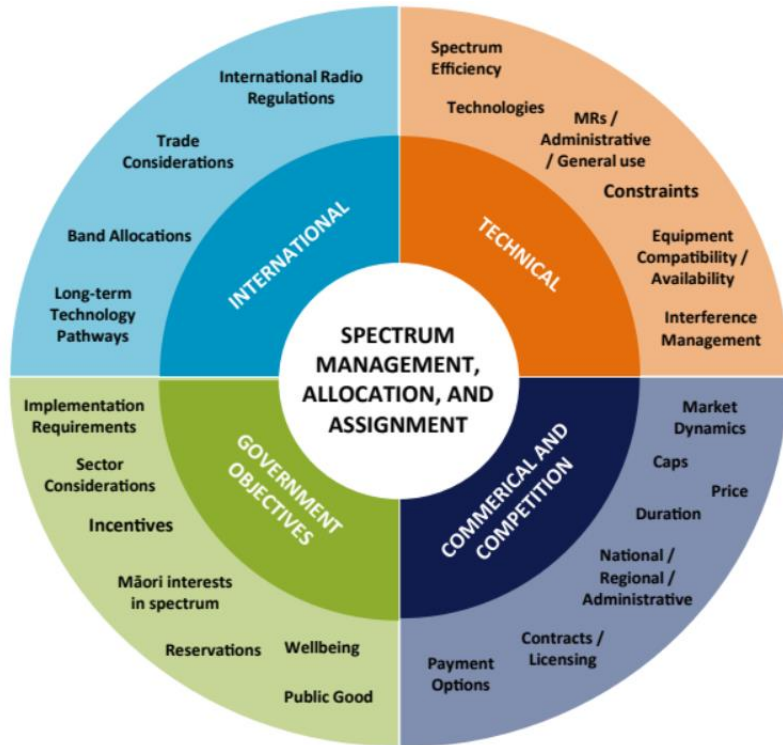 International Radio
Regulations
Trade
Considerations
Band Allocations
Long-term
Technology
Pathways
INTERNATIONAL
Spectrum
Efficiency
Technologies
MRs /
Administrative
/ General use
Constraints
Equipment
Compatibility /
Availability
Interference
Management
TECHNICAL
SPECTRUM
MANAGEMENT,
ALLOCATION, AND
ASSIGNMENT
Implementation
Requirements
Sector
Considerations
Incentives
Māori interests
in spectrum
Reservations
Wellbeing
Public Good
GOVERNMENT
OBJECTIVES
Market
Dynamics
Caps
Price
Duration
National /
Regional /
Administrative
Contracts /
Licensing
Payment
Options
COMMERICAL AND
COMPETITION